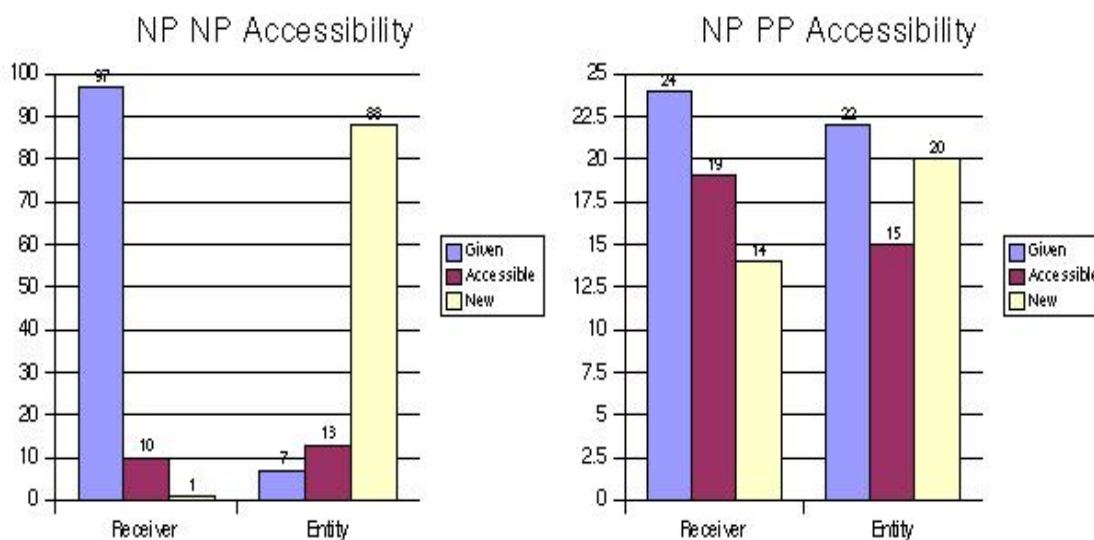 NP NP Accessibility
100
90
80
70
60
50
40
30
20
10
0
97
10
1
7
13
88
Receiver
Entity
Given
Accessible
New
NP PP Accessibility
25
22.5
20
17.5
15
12.5
10
7.5
5
2.5
0
24
19
14
22
15
20
Receiver
Entity
Given
Accessible
New